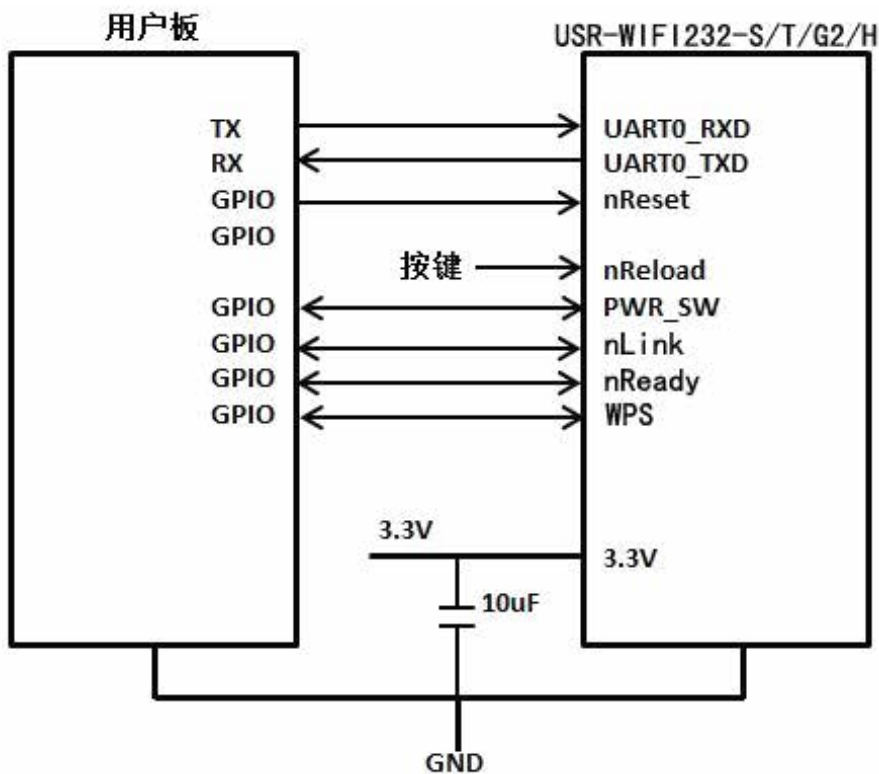 用户板
USR-WIFI232-S/T/G2/H
TX
UART0_RXD
RX
UART0_TXD
GPIO
nReset
GPIO
按键
nReload
GPIO
PWR_SW
GPIO
nLink
GPIO
nReady
GPIO
WPS
3.3V
3.3V
10uF
GND